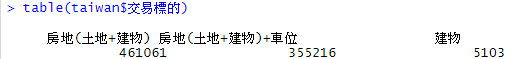 > table(taiwan$交易標的)
房地(土地+建物) 房地(土地+建物)+車位 建物
461061 355216 5103